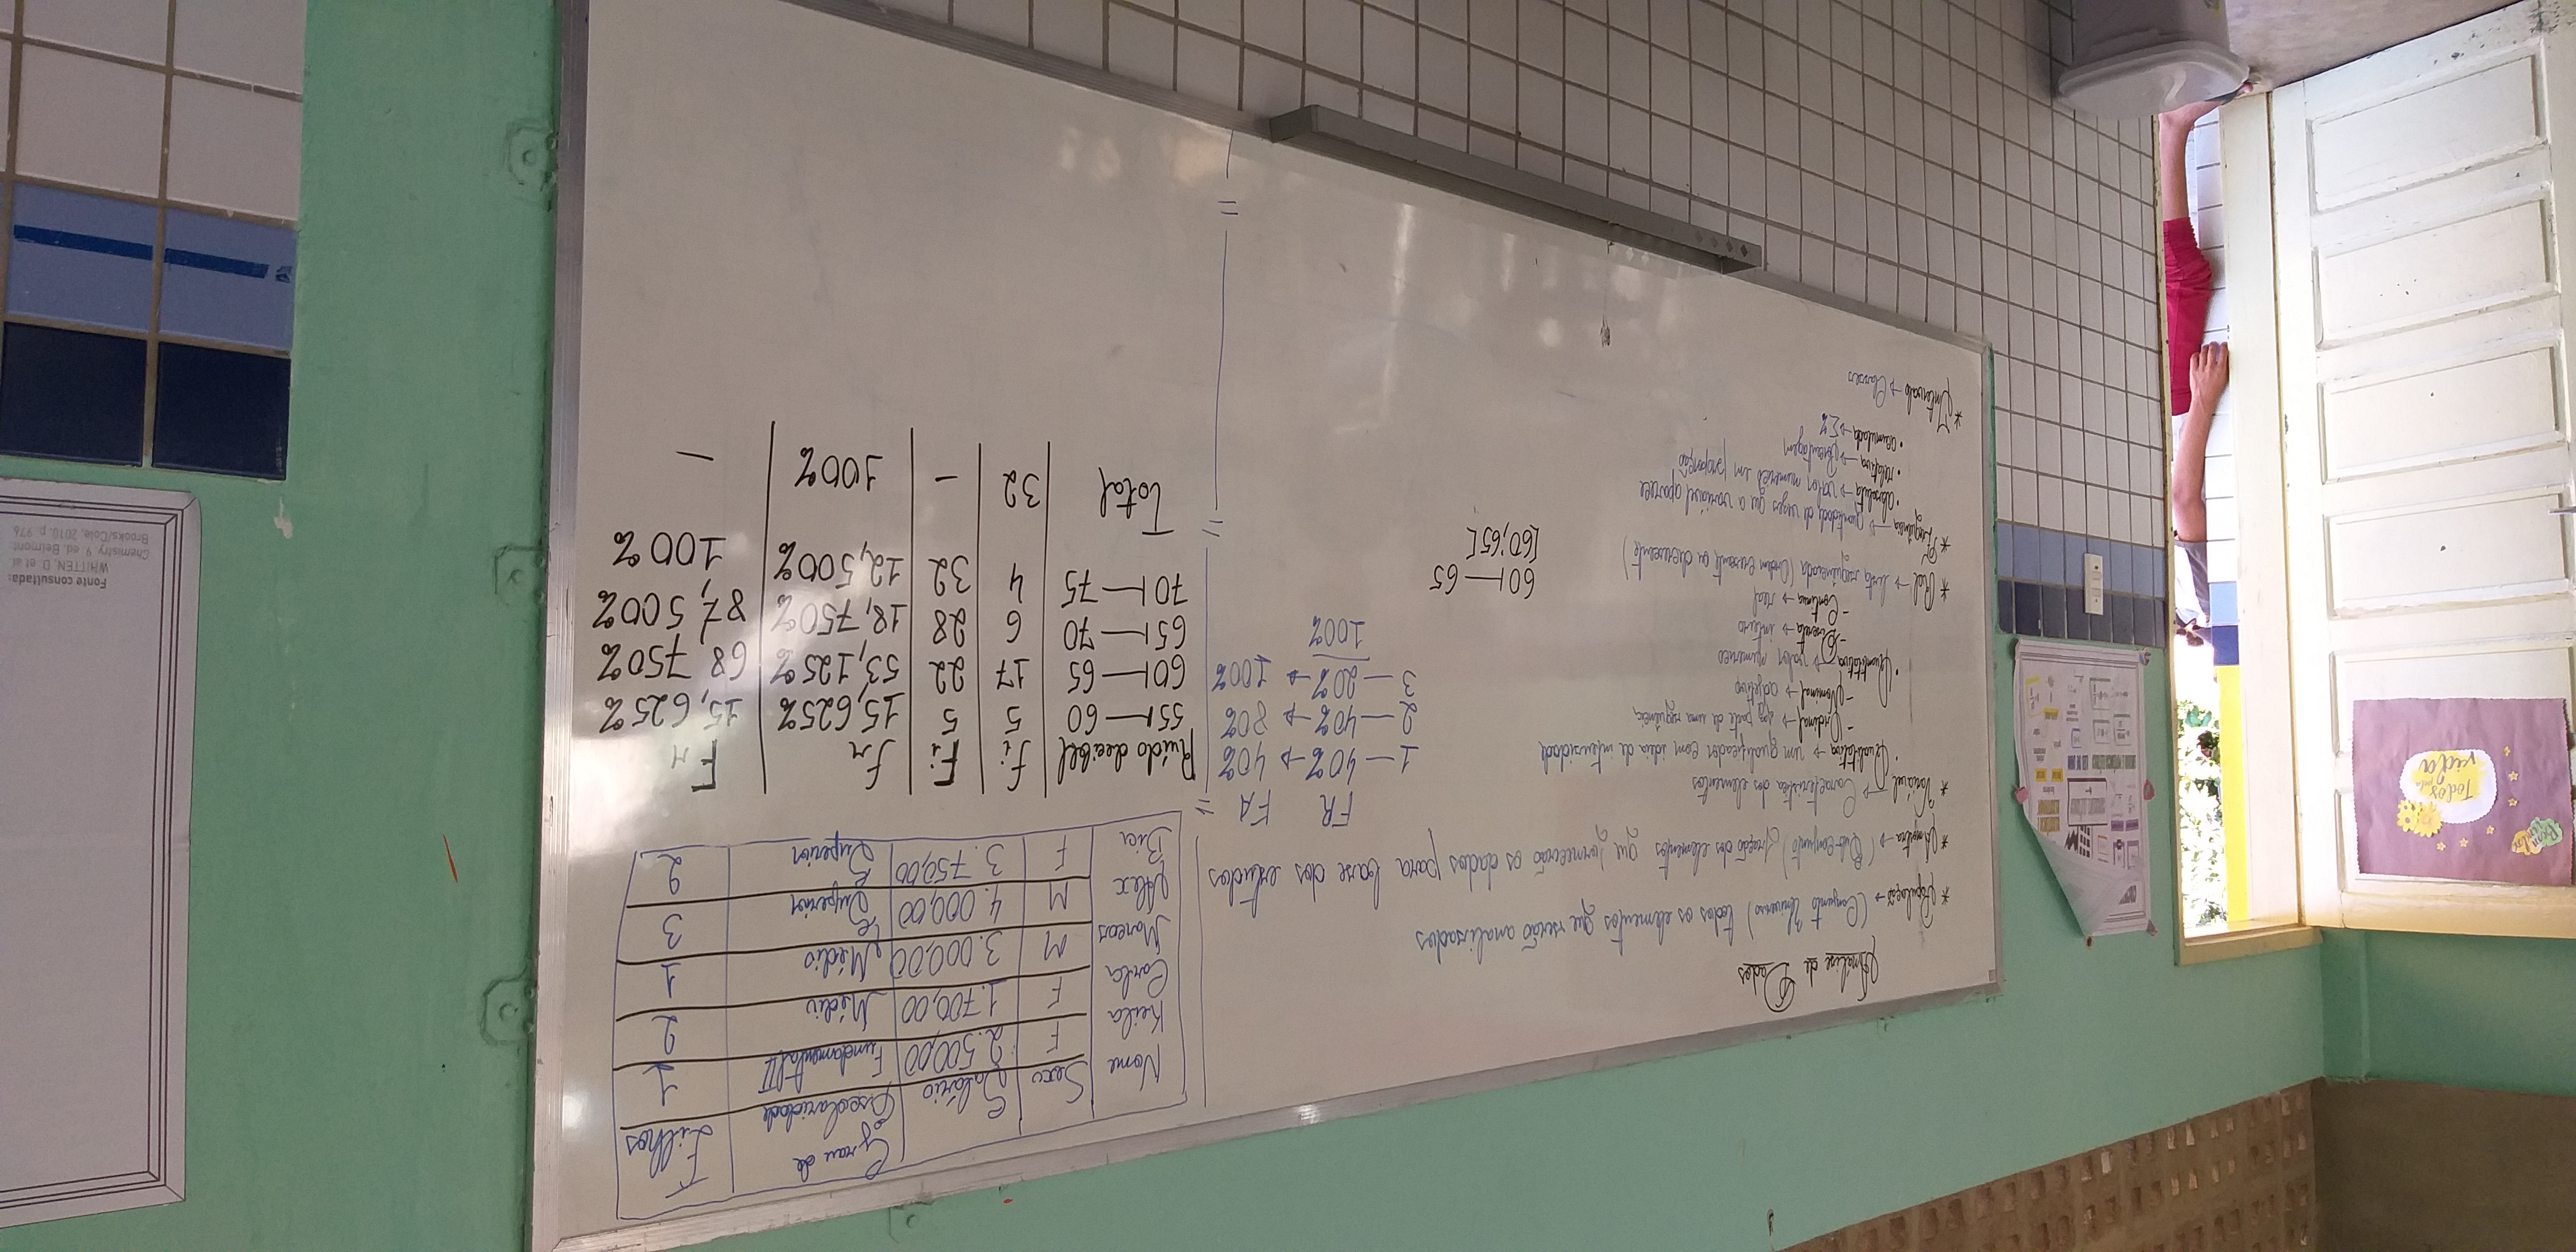 Análise de Dados
* População → (Conjunto Universo) todos os elementos que serão analisados
* Amostra → (Sub-conjunto) fração dos elementos que fornecerão os dados para base dos estudos
* Variável → Característica dos elementos
· Qualitativa → um qualificador com ideia de intensidade
- Ordinal → faz parte de uma sequência
- Nominal → adjetivo
· Quantitativa → valor numerico
- Discreta → inteiro
- Continua → real
* Rol → lista sequênciada (Ordem crescente ou decrescente)
* Frequência → quantidade de vezes que a variável aparece
· absoluta → valor numerico em proporção
· relativa → Porcentagem
· acumulada → Σ%
* Intervalo → Classes
60 ⊢ 65
[60;65[
FR FA
1 — 40% → 40%
2 — 40% → 80%
3 — 20% → 100%
100%
Nome Sexo Salário Grau de Escolaridade Filhos
Keila F 2.500,00 Fundamental II 1
Carla F 1.700,00 Médio 2
Marcos M 3.000,00 Médio 1
Alex M 4.000,00 Superior 3
Bia F 3.750,00 Superior 2
Ruído decibell fi Fi fr Fr
55 ⊢ 60 5 5 15,625% 15,625%
60 ⊢ 65 17 22 53,125% 68,750%
65 ⊢ 70 6 28 18,750% 87,500%
70 ⊢ 75 4 32 12,500% 100%
Total 32 – 100% –
Todos pela vida
Fonte consultada:
WHITTEN, D. et al.
Chemistry. 9. ed. Belmont:
Brooks/Cole, 2010. p. 976